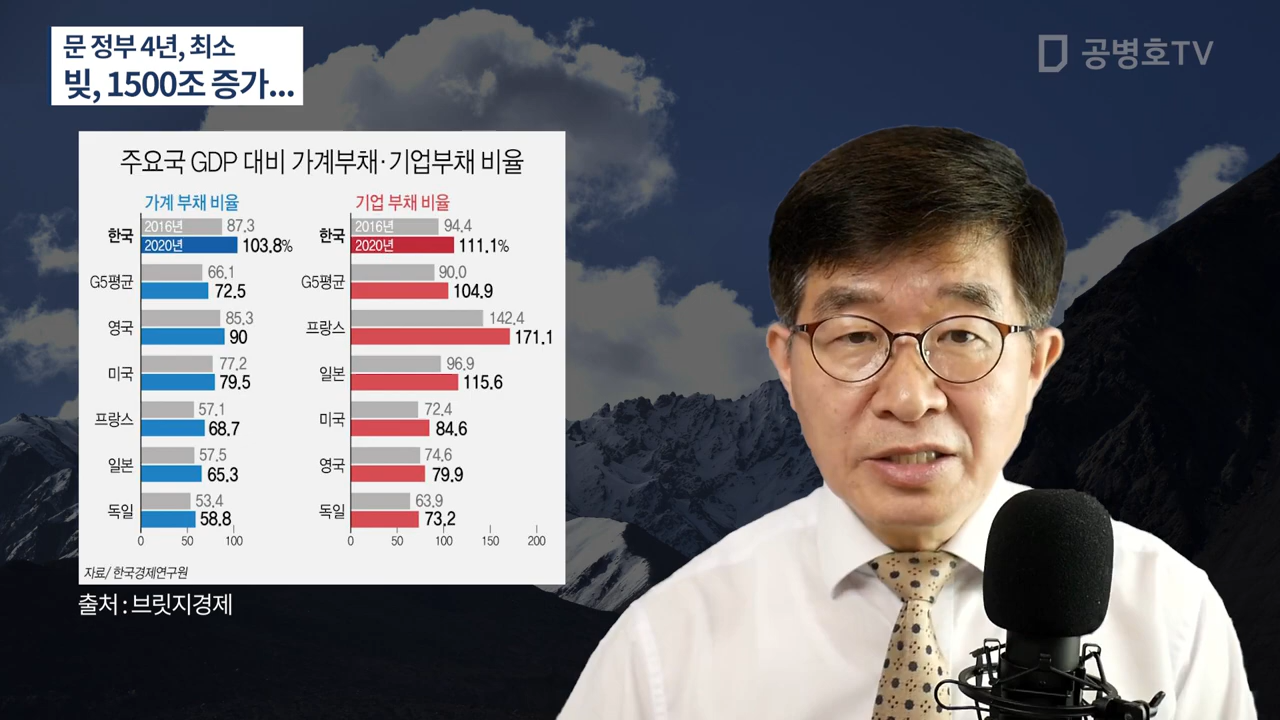 문 정부 4년, 최소
빚, 1500조 증가...
공병호TV
주요국 GDP 대비 가계부채·기업부채 비율
가계 부채 비율
한국 2016년 87.3
2020년 103.8%
G5평균 66.1
72.5
영국 85.3
90
미국 77.2
79.5
프랑스 57.1
68.7
일본 57.5
65.3
독일 53.4
58.8
0 50 100
기업 부채 비율
한국 2016년 94.4
2020년 111.1%
G5평균 90.0
104.9
프랑스 142.4
171.1
일본 96.9
115.6
미국 72.4
84.6
영국 74.6
79.9
독일 63.9
73.2
0 50 100 150 200
자료/ 한국경제연구원
출처 : 브릿지경제